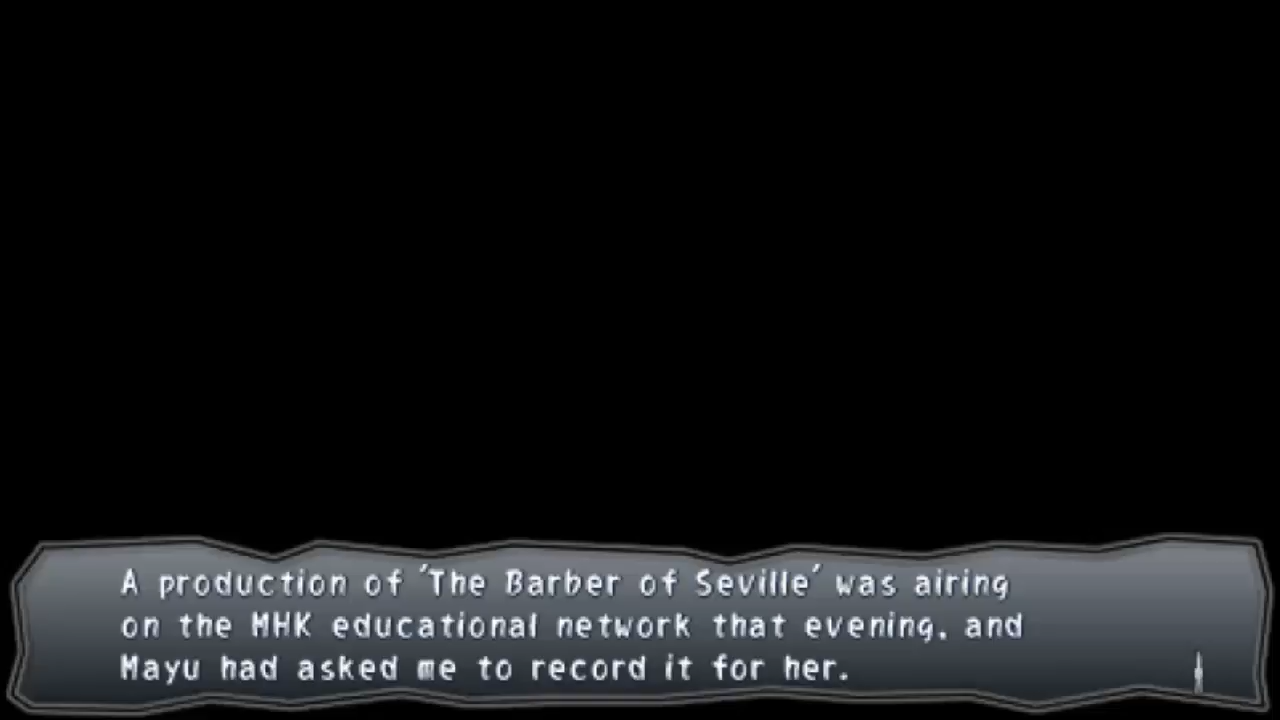 A production of 'The Barber of Seville' was airing
on the MHK educational network that evening, and
Mayu had asked me to record it for her.